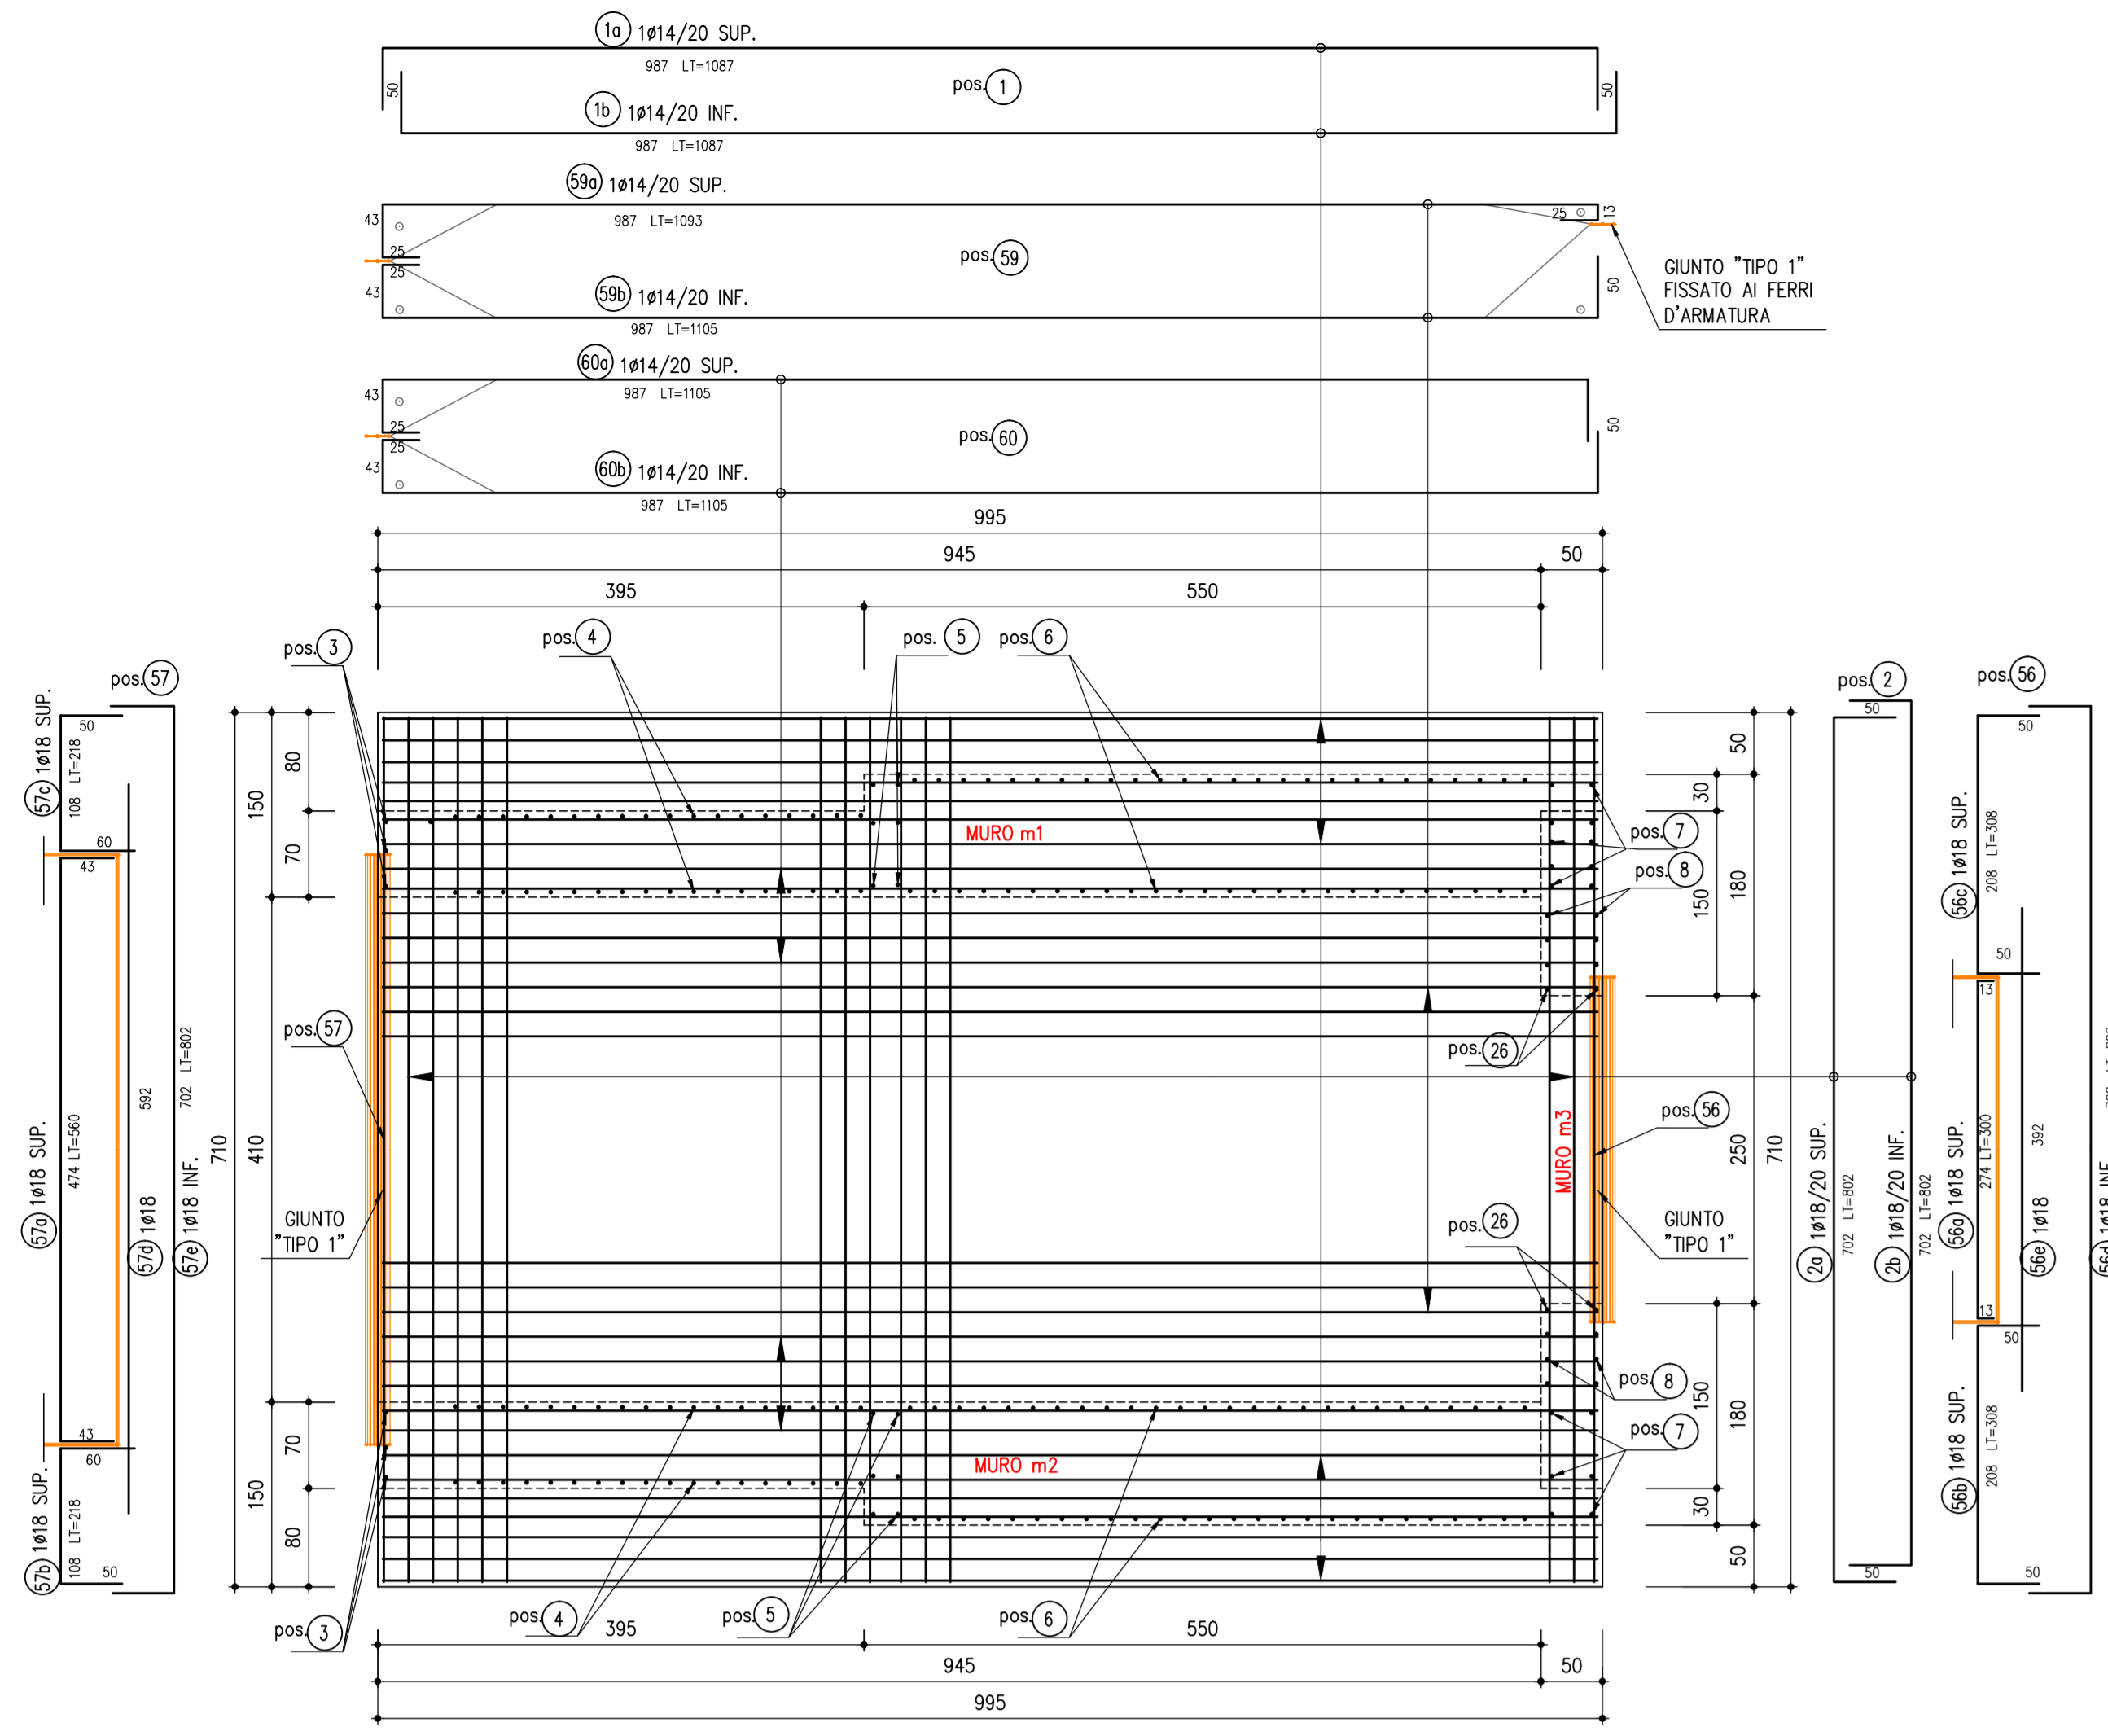 1a 1ø14/20 SUP.
987 LT=1087
50
pos. 1
50
1b 1ø14/20 INF.
987 LT=1087
59a 1ø14/20 SUP.
987 LT=1093
43
25
25
43
pos. 59
25
13
50
59b 1ø14/20 INF.
987 LT=1105
GIUNTO "TIPO 1"
FISSATO AI FERRI
D'ARMATURA
60a 1ø14/20 SUP.
987 LT=1105
43
25
25
43
pos. 60
50
60b 1ø14/20 INF.
987 LT=1105
995
945
50
395
550
pos. 3
pos. 4
pos. 5
pos. 6
pos. 57
57c 1ø18 SUP.
108 LT=218
50
60
43
57a 1ø18 SUP.
474 LT=560
57d 1ø18
592
57e 1ø18 INF.
702 LT=802
43
60
57b 1ø18 SUP.
108 LT=218
50
710
150
410
150
80
70
70
80
pos. 57
GIUNTO
"TIPO 1"
MURO m1
MURO m2
MURO m3
pos. 7
pos. 8
pos. 26
pos. 56
pos. 26
GIUNTO
"TIPO 1"
pos. 8
pos. 7
30
150
180
50
250
710
150
180
30
50
pos. 2
50
50
2a 1ø18/20 SUP.
702 LT=802
2b 1ø18/20 INF.
702 LT=802
pos. 56
50
56c 1ø18 SUP.
208 LT=308
50
13
56a 1ø18 SUP.
274 LT=300
56e 1ø18
392
13
50
56b 1ø18 SUP.
208 LT=308
50
56d 1ø18 INF.
pos. 3
pos. 4
pos. 5
pos. 6
395
550
945
50
995